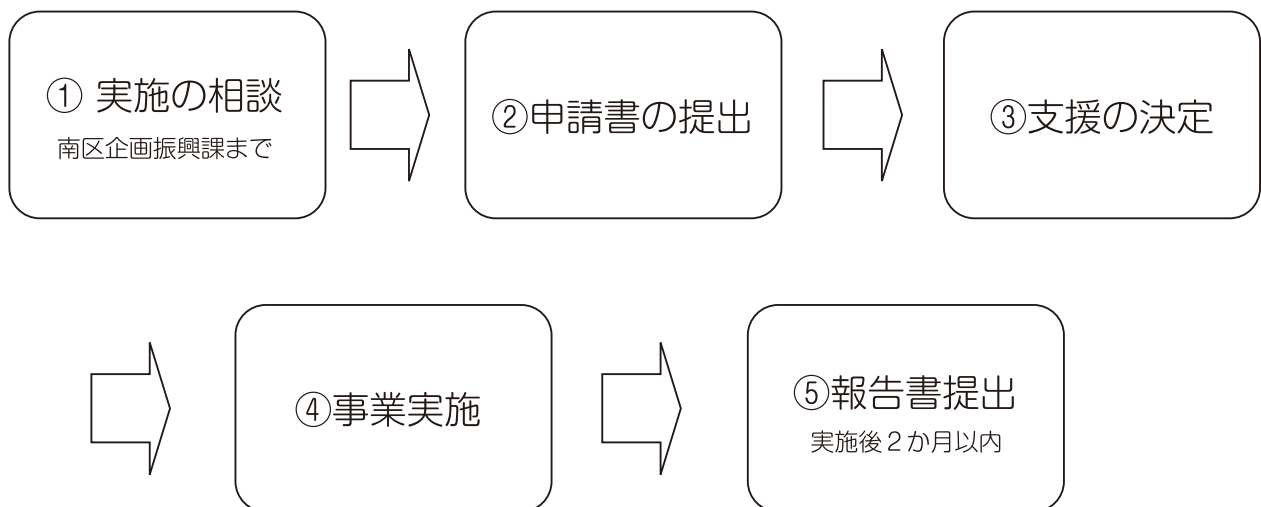 ① 実施の相談
南区企画振興課まで
②申請書の提出
③支援の決定
④事業実施
⑤報告書提出
実施後２か月以内